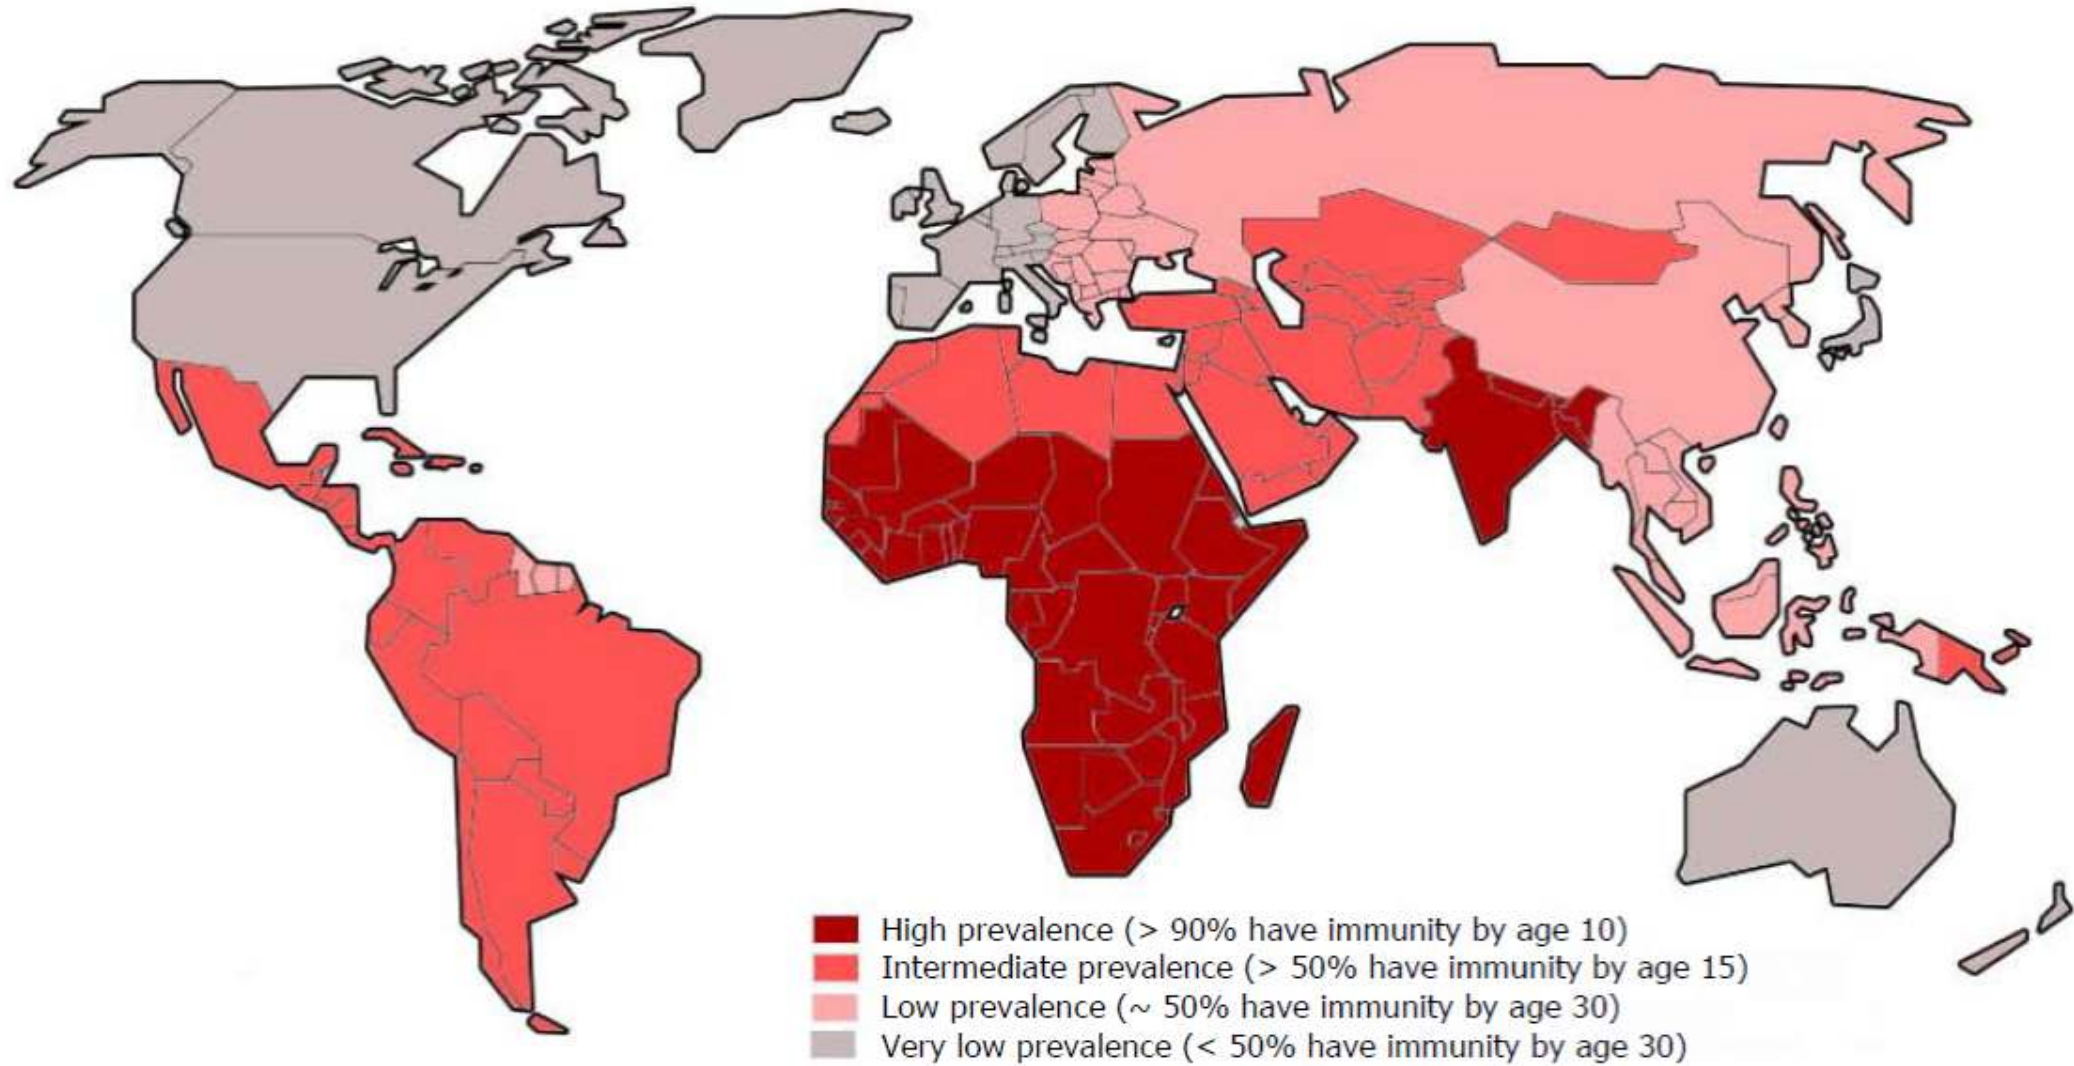 High prevalence (> 90% have immunity by age 10)
Intermediate prevalence (> 50% have immunity by age 15)
Low prevalence (~ 50% have immunity by age 30)
Very low prevalence (< 50% have immunity by age 30)